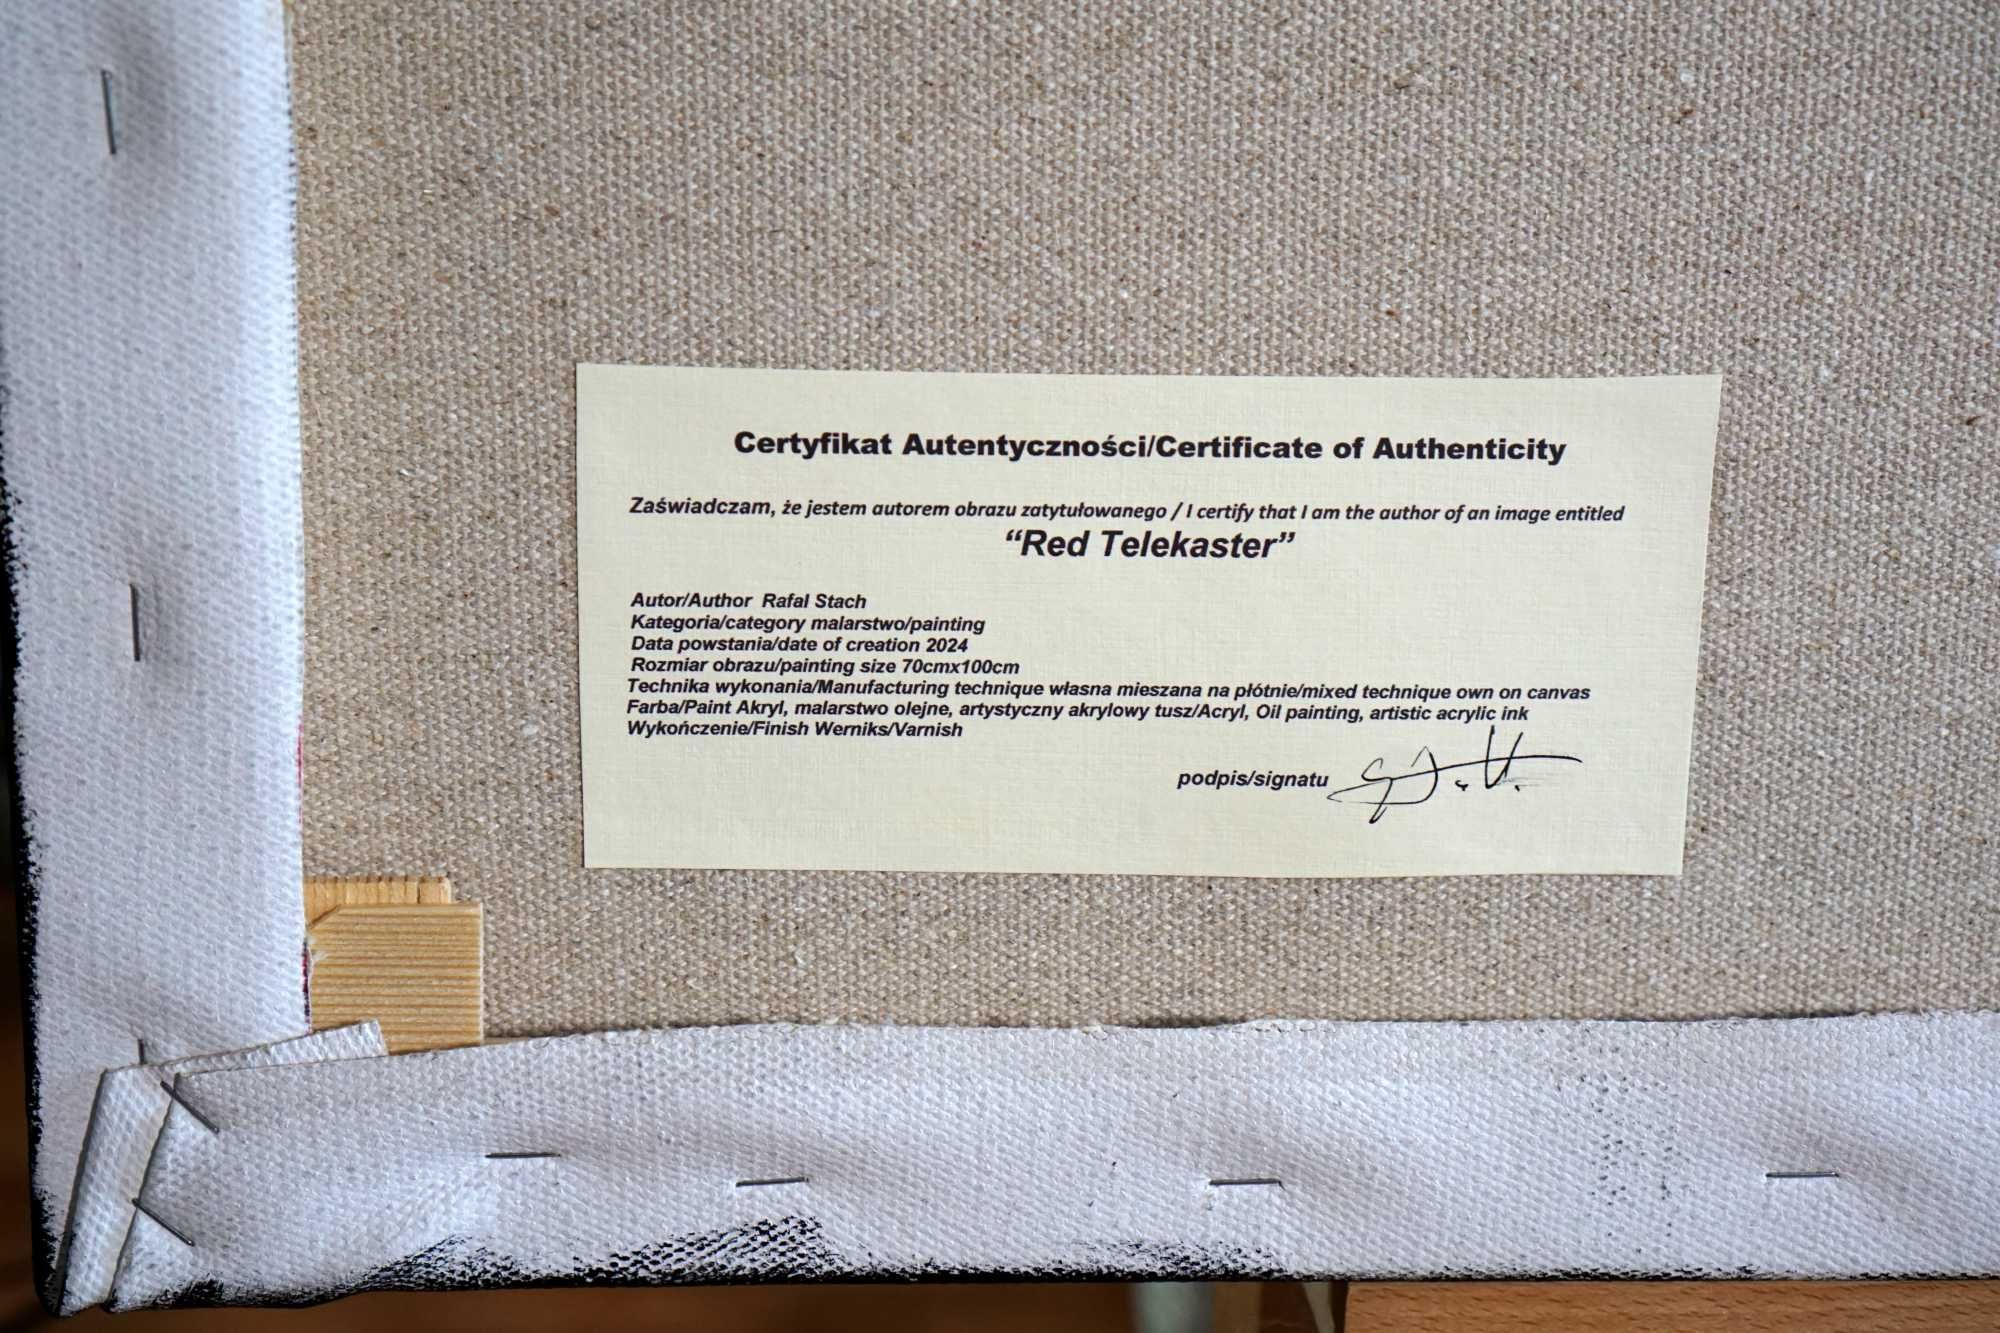 Certyfikat Autentyczności/Certificate of Authenticity
Zaświadczam, że jestem autorem obrazu zatytułowanego / I certify that I am the author of an image entitled
“Red Telekaster”
Autor/Author Rafal Stach
Kategoria/category malarstwo/painting
Data powstania/date of creation 2024
Rozmiar obrazu/painting size 70cmx100cm
Technika wykonania/Manufacturing technique własna mieszana na płótnie/mixed technique own on canvas
Farba/Paint Akryl, malarstwo olejne, artystyczny akrylowy tusz/Acryl, Oil painting, artistic acrylic ink
Wykończenie/Finish Werniks/Varnish
podpis/signatu